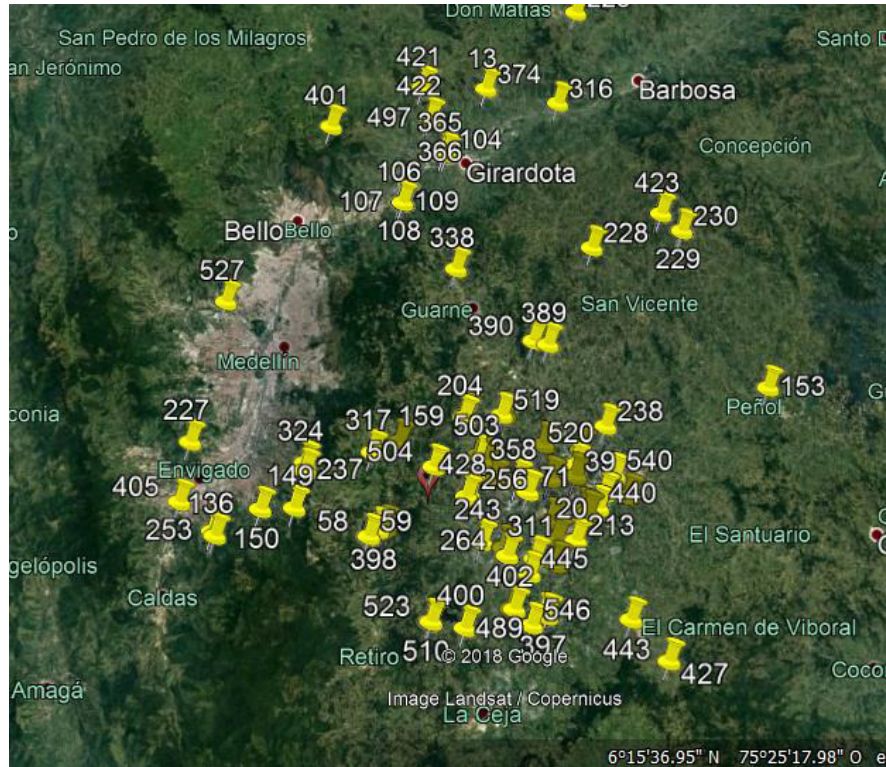 Don Matías
San Pedro de los Milagros
Santo D
an Jerónimo
421
13
374
422
316
Barbosa
401
497
365
104
366
Concepción
Girardota
106
107
109
423
230
108
228
229
Bello
Bello
338
527
San Vicente
Guarne
390
389
Medellín
153
204
519
Peñol
G
conia
317
159
503
238
227
324
520
504
358
Envigado
237
428
39
540
149
256
71
405
136
440
243
20
253
150
58
59
311
213
264
El Santuario
398
445
gelópolis
402
Caldas
400
523
546
489
397
El Carmen de Viboral
443
Retiro
510
© 2018 Google
427
Coco
Amagá
Image Landsat / Copernicus
La Ceja
6°15'36.95" N 75°25'17.98" O e